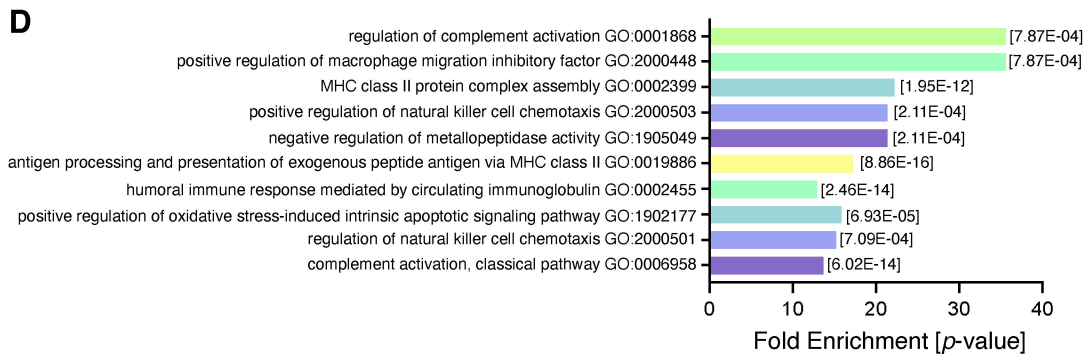 D
regulation of complement activation GO:0001868 [7.87E-04]
positive regulation of macrophage migration inhibitory factor GO:2000448 [7.87E-04]
MHC class II protein complex assembly GO:0002399 [1.95E-12]
positive regulation of natural killer cell chemotaxis GO:2000503 [2.11E-04]
negative regulation of metallopeptidase activity GO:1905049 [2.11E-04]
antigen processing and presentation of exogenous peptide antigen via MHC class II GO:0019886 [8.86E-16]
humoral immune response mediated by circulating immunoglobulin GO:0002455 [2.46E-14]
positive regulation of oxidative stress-induced intrinsic apoptotic signaling pathway GO:1902177 [6.93E-05]
regulation of natural killer cell chemotaxis GO:2000501 [7.09E-04]
complement activation, classical pathway GO:0006958 [6.02E-14]
0 10 20 30 40
Fold Enrichment [p-value]